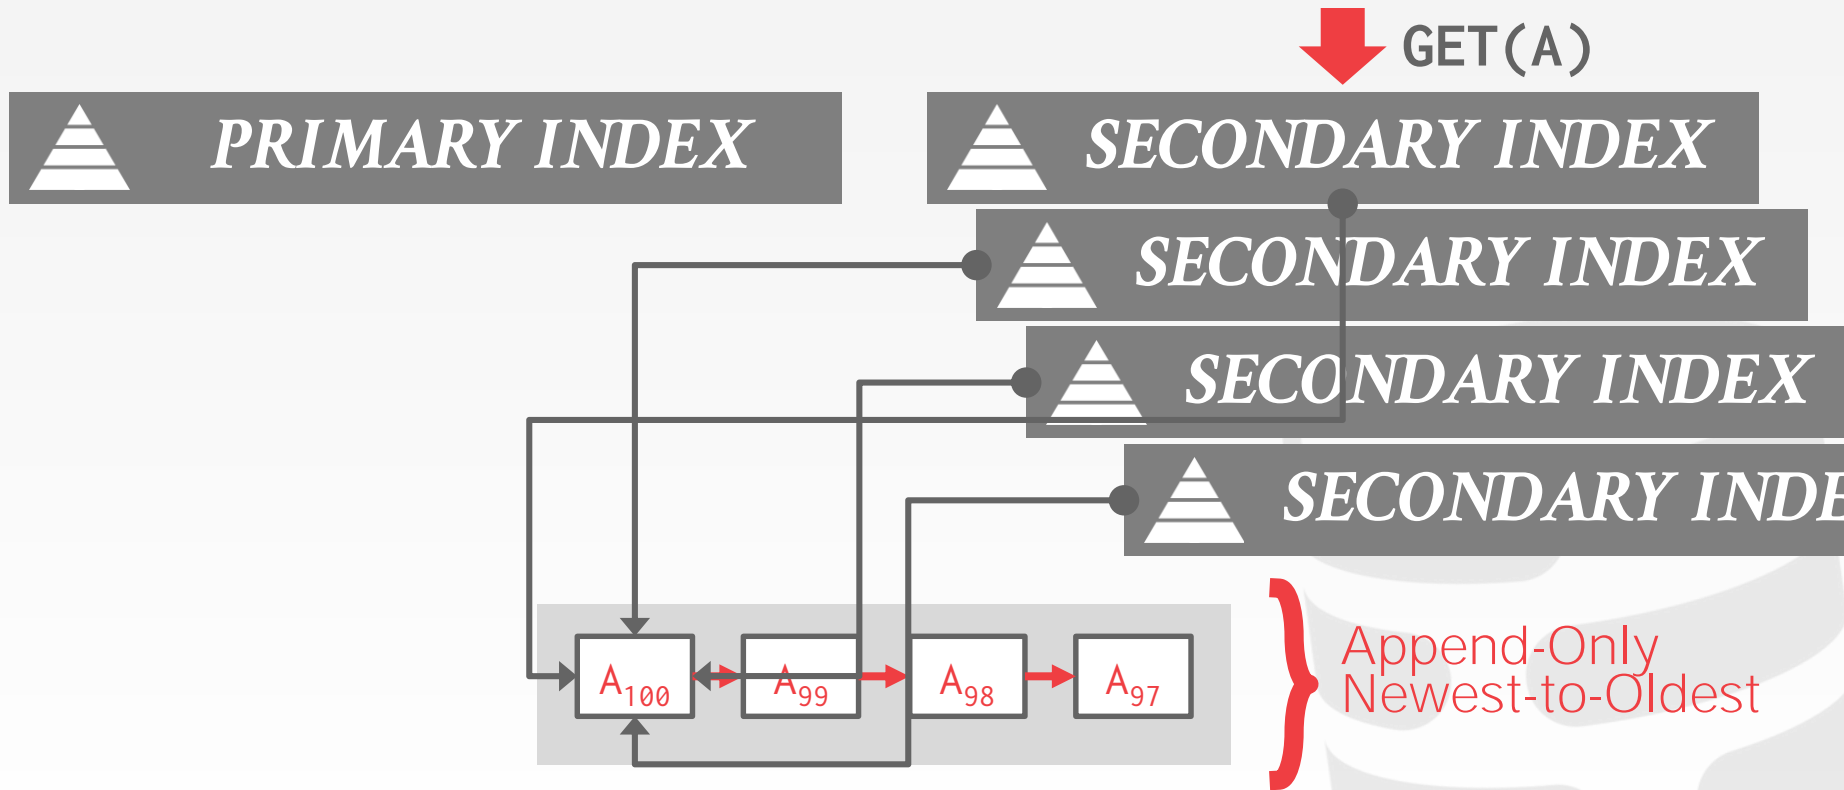 GET(A)
PRIMARY INDEX
SECONDARY INDEX
SECONDARY INDEX
SECONDARY INDEX
SECONDARY INDE
A100
A99
A98
A97
Append-Only
Newest-to-Oldest